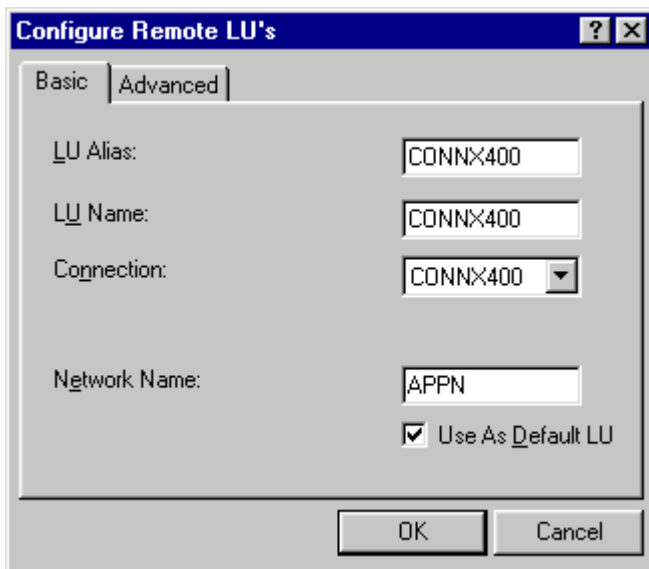 Configure Remote LU's
Basic Advanced
LU Alias: CONNX400
LU Name: CONNX400
Connection: CONNX400
Network Name: APPN
Use As Default LU
OK Cancel